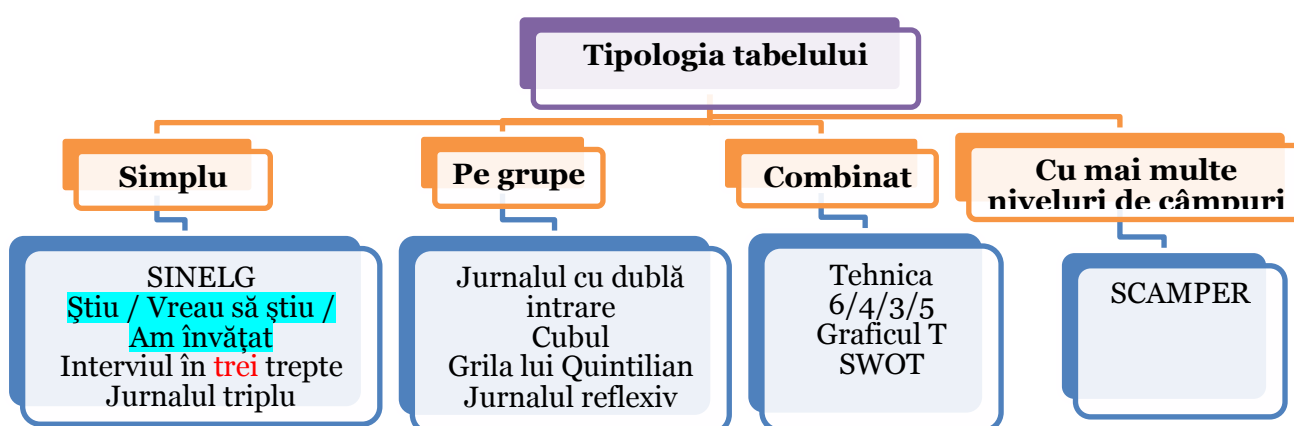 Tipologia tabelului
Simplu
Pe grupe
Combinat
Cu mai multe
niveluri de câmpuri
SINELG
Ştiu / Vreau să ştiu /
Am învățat
Interviul în trei trepte
Jurnalul triplu
Jurnalul cu dublă
intrare
Cubul
Grila lui Quintilian
Jurnalul reflexiv
Tehnica
6/4/3/5
Graficul T
SWOT
SCAMPER